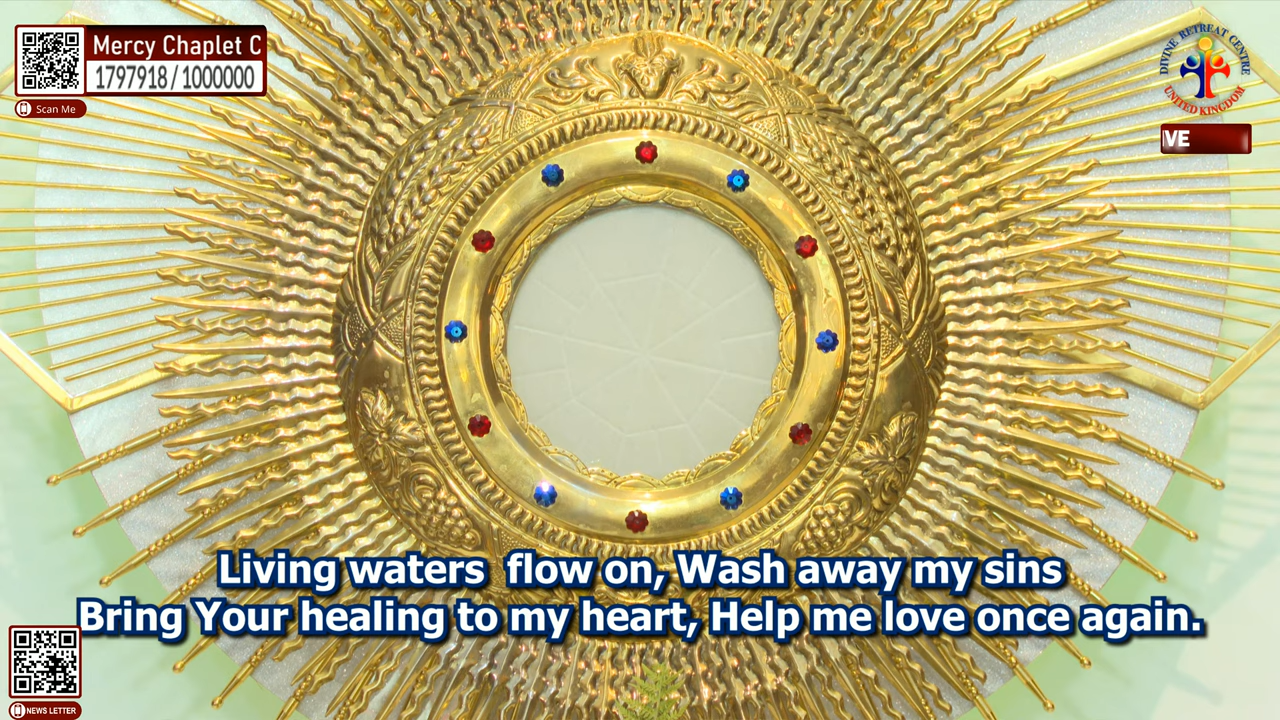 Mercy Chaplet C
1797918 / 1000000
Scan Me
DIVINE RETREAT CENTRE
UNITED KINGDOM
IVE
Living waters flow on, Wash away my sins
Bring Your healing to my heart, Help me love once again.
NEWS LETTER